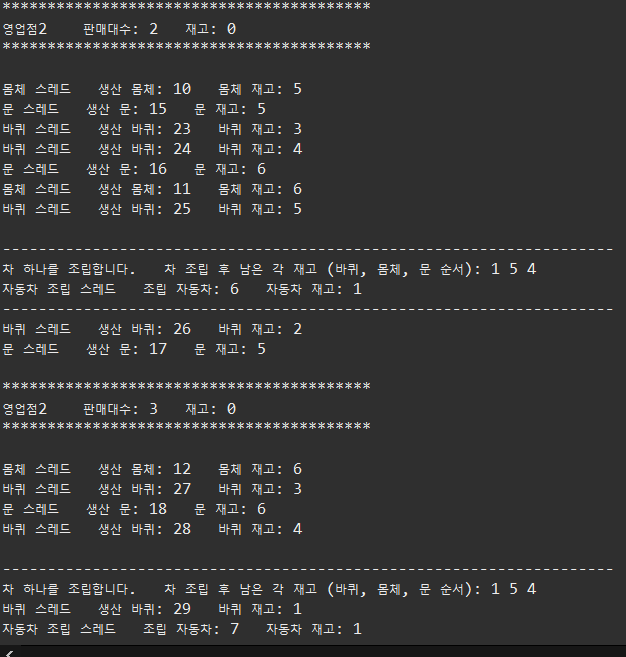 *****************************************
영업점2    판매대수: 2   재고: 0
*****************************************
몸체 스레드   생산 몸체: 10   몸체 재고: 5
문 스레드   생산 문: 15   문 재고: 5
바퀴 스레드   생산 바퀴: 23   바퀴 재고: 3
바퀴 스레드   생산 바퀴: 24   바퀴 재고: 4
문 스레드   생산 문: 16   문 재고: 6
몸체 스레드   생산 몸체: 11   몸체 재고: 6
바퀴 스레드   생산 바퀴: 25   바퀴 재고: 5
--------------------------------------------------------------------
차 하나를 조립합니다.   차 조립 후 남은 각 재고 (바퀴, 몸체, 문 순서): 1 5 4
자동차 조립 스레드   조립 자동차: 6   자동차 재고: 1
--------------------------------------------------------------------
바퀴 스레드   생산 바퀴: 26   바퀴 재고: 2
문 스레드   생산 문: 17   문 재고: 5
*****************************************
영업점2    판매대수: 3   재고: 0
*****************************************
몸체 스레드   생산 몸체: 12   몸체 재고: 6
바퀴 스레드   생산 바퀴: 27   바퀴 재고: 3
문 스레드   생산 문: 18   문 재고: 6
바퀴 스레드   생산 바퀴: 28   바퀴 재고: 4
--------------------------------------------------------------------
차 하나를 조립합니다.   차 조립 후 남은 각 재고 (바퀴, 몸체, 문 순서): 1 5 4
바퀴 스레드   생산 바퀴: 29   바퀴 재고: 1
자동차 조립 스레드   조립 자동차: 7   자동차 재고: 1